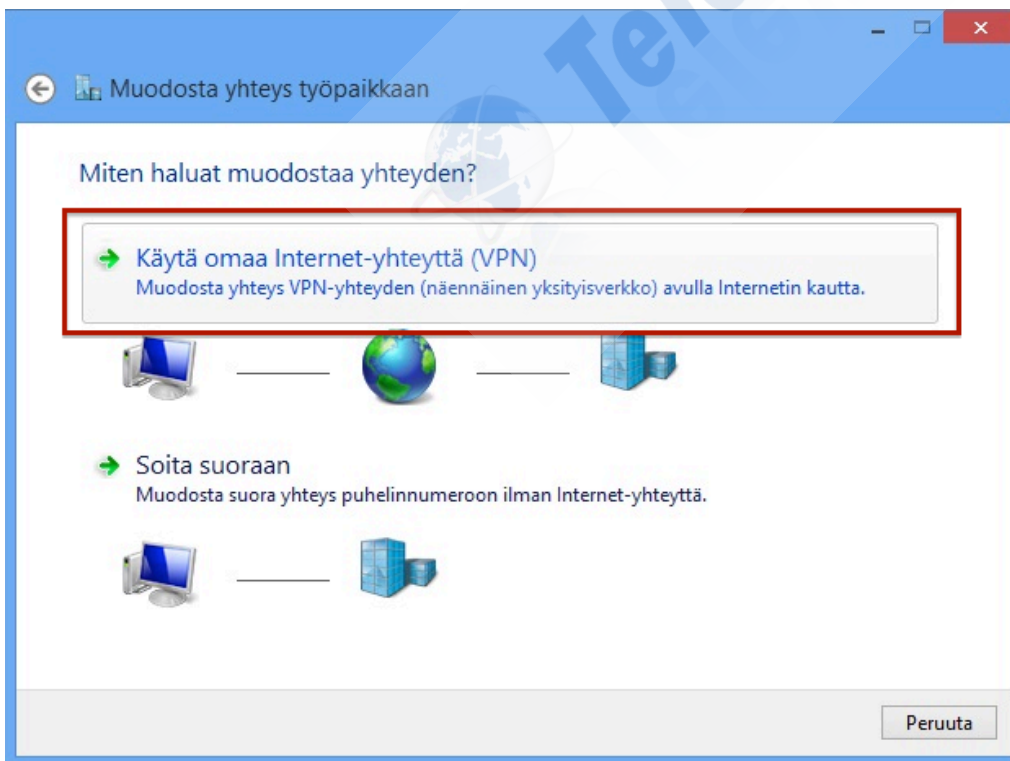 Muodosta yhteys työpaikkaan
Miten haluat muodostaa yhteyden?
Käytä omaa Internet-yhteyttä (VPN)
Muodosta yhteys VPN-yhteyden (näennäinen yksityisverkko) avulla Internetin kautta.
Soita suoraan
Muodosta suora yhteys puhelinnumeroon ilman Internet-yhteyttä.
Peruuta